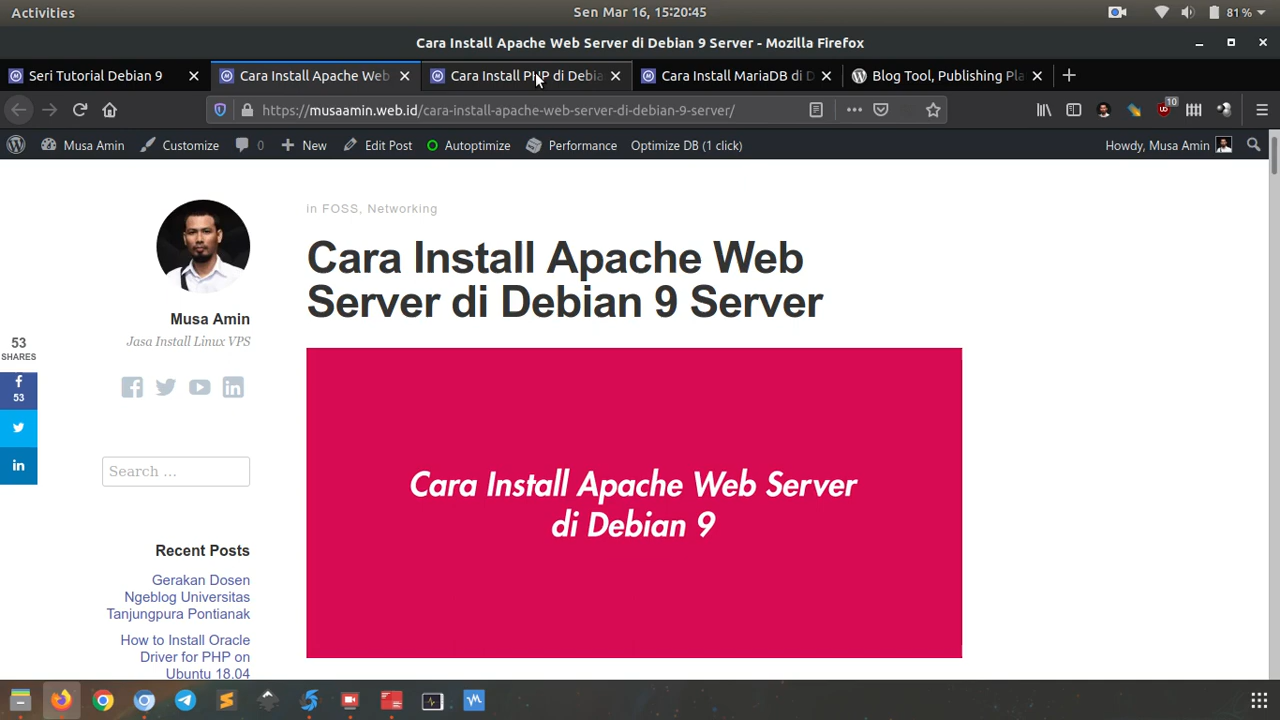 Activities
Sen Mar 16, 15:20:45
81 %
Cara Install Apache Web Server di Debian 9 Server - Mozilla Firefox
Seri Tutorial Debian 9
Cara Install Apache Web
Cara Install PHP di Debia
Cara Install MariaDB di D
Blog Tool, Publishing Pla
https://musaamin.web.id/cara-install-apache-web-server-di-debian-9-server/
10
Musa Amin
Customize
0
New
Edit Post
Autoptimize
Performance
Optimize DB (1 click)
Howdy, Musa Amin
in FOSS, Networking
Cara Install Apache Web
Server di Debian 9 Server
Musa Amin
Jasa Install Linux VPS
53
SHARES
53
Search ...
Cara Install Apache Web Server
di Debian 9
Recent Posts
Gerakan Dosen
Ngeblog Universitas
Tanjungpura Pontianak
How to Install Oracle
Driver for PHP on
Ubuntu 18.04